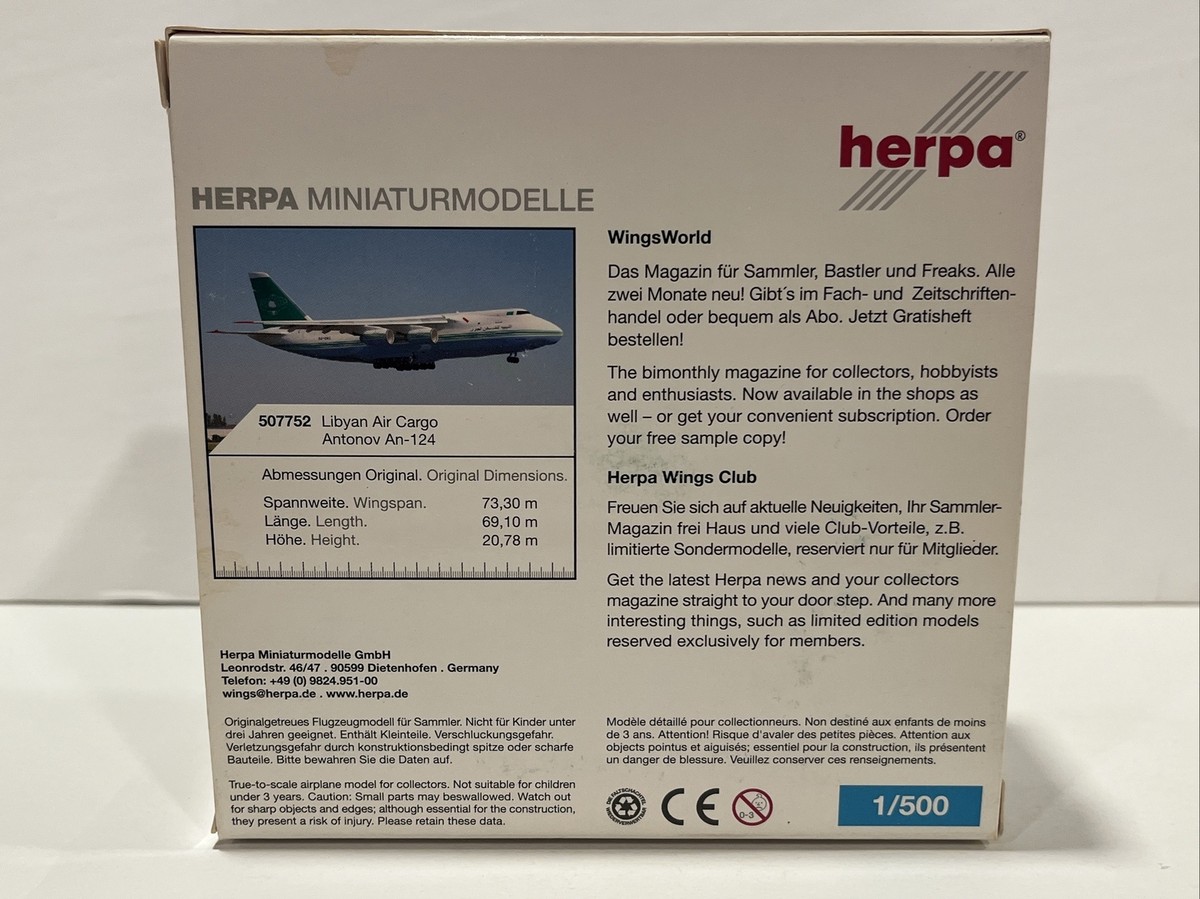 herpa®
HERPA MINIATURMODELLE
507752 Libyan Air Cargo
Antonov An-124
Abmessungen Original. Original Dimensions.
Spannweite. Wingspan. 73,30 m
Länge. Length. 69,10 m
Höhe. Height. 20,78 m
WingsWorld
Das Magazin für Sammler, Bastler und Freaks. Alle
zwei Monate neu! Gibt´s im Fach- und Zeitschriften-
handel oder bequem als Abo. Jetzt Gratisheft
bestellen!
The bimonthly magazine for collectors, hobbyists
and enthusiasts. Now available in the shops as
well – or get your convenient subscription. Order
your free sample copy!
Herpa Wings Club
Freuen Sie sich auf aktuelle Neuigkeiten, Ihr Sammler-
Magazin frei Haus und viele Club-Vorteile, z.B.
limitierte Sondermodelle, reserviert nur für Mitglieder.
Get the latest Herpa news and your collectors
magazine straight to your door step. And many more
interesting things, such as limited edition models
reserved exclusively for members.
Herpa Miniaturmodelle GmbH
Leonrodstr. 46/47 . 90599 Dietenhofen . Germany
Telefon: +49 (0) 9824.951-00
wings@herpa.de . www.herpa.de
Originalgetreues Flugzeugmodell für Sammler. Nicht für Kinder unter
drei Jahren geeignet. Enthält Kleinteile. Verschluckungsgefahr.
Verletzungsgefahr durch konstruktionsbedingt spitze oder scharfe
Bauteile. Bitte bewahren Sie die Daten auf.
True-to-scale airplane model for collectors. Not suitable for children
under 3 years. Caution: Small parts may beswallowed. Watch out
for sharp objects and edges; although essential for the construction,
they present a risk of injury. Please retain these data.
Modèle détaillé pour collectionneurs. Non destiné aux enfants de moins
de 3 ans. Attention! Risque d'avaler des petites pièces. Attention aux
objects pointus et aiguisés; essentiel pour la construction, ils présentent
un danger de blessure. Veuillez conserver ces renseignements.
DIE FALTSCHACHTEL
WIEDERVERWERTBAR
CE
0-3
1/500